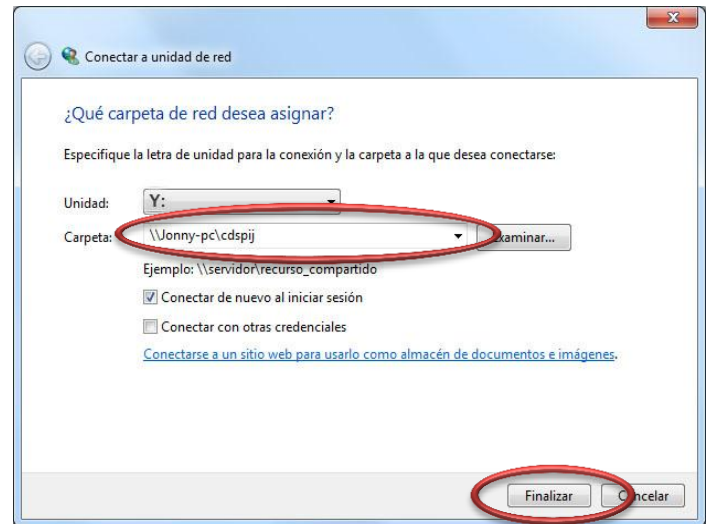 Conectar a unidad de red
¿Qué carpeta de red desea asignar?
Especifique la letra de unidad para la conexión y la carpeta a la que desea conectarse:
Unidad: Y:
Carpeta: \\Jonny-pc\cdspij Examinar...
Ejemplo: \\servidor\recurso_compartido
Conectar de nuevo al iniciar sesión
Conectar con otras credenciales
Conectarse a un sitio web para usarlo como almacén de documentos e imágenes.
Finalizar Cancelar